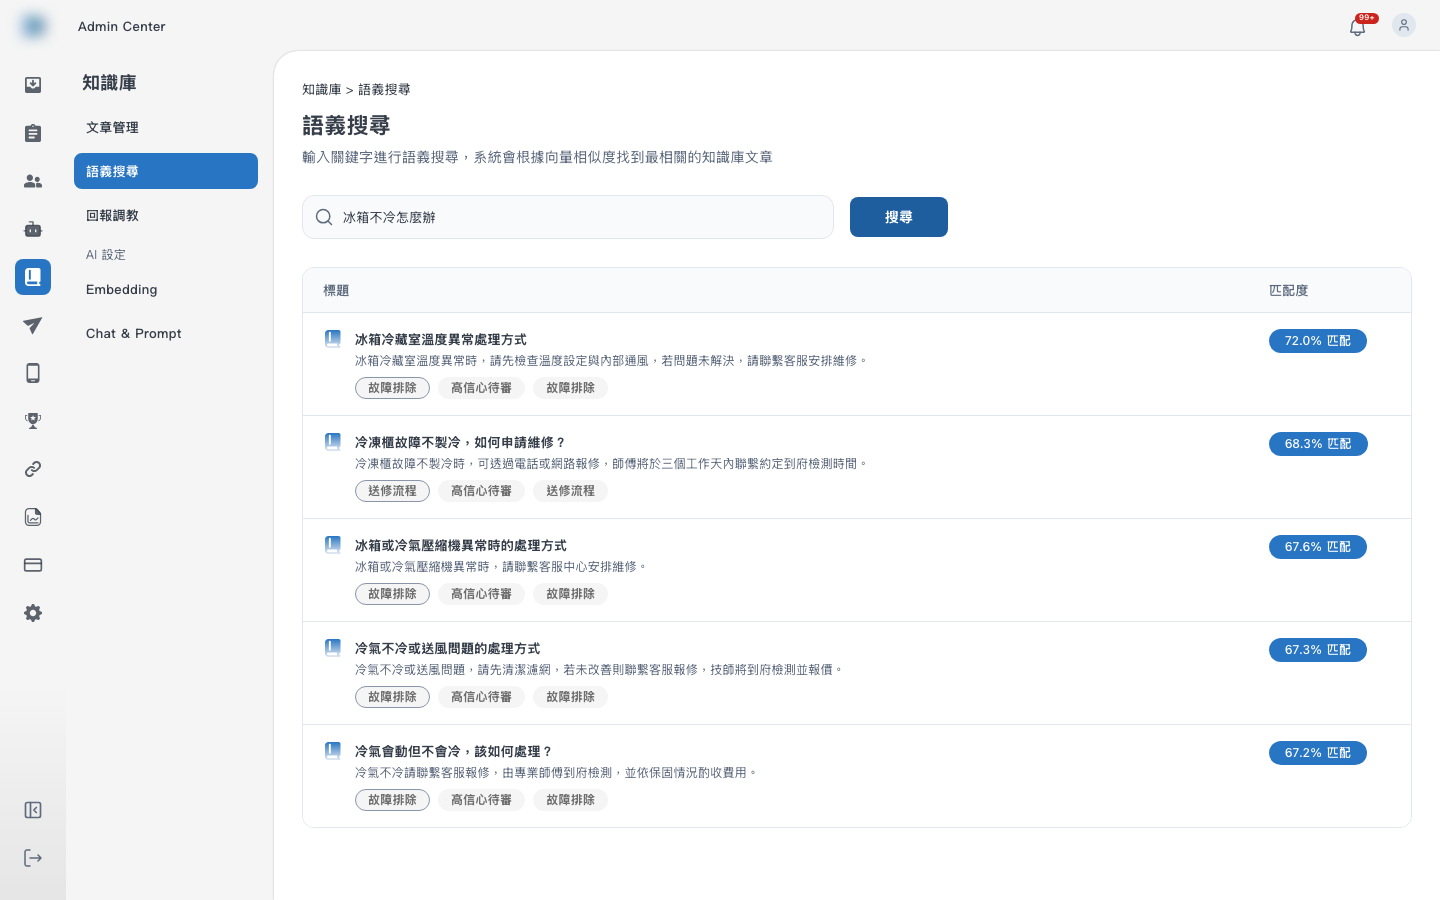 Admin Center
99+
知識庫
文章管理
語義搜尋
回報調教
AI 設定
Embedding
Chat & Prompt
知識庫 > 語義搜尋
語義搜尋
輸入關鍵字進行語義搜尋，系統會根據向量相似度找到最相關的知識庫文章
冰箱不冷怎麼辦
搜尋
標題
匹配度
冰箱冷藏室溫度異常處理方式
72.0% 匹配
冰箱冷藏室溫度異常時，請先檢查溫度設定與內部通風，若問題未解決，請聯繫客服安排維修。
故障排除 高信心待審 故障排除
冷凍櫃故障不製冷，如何申請維修？
68.3% 匹配
冷凍櫃故障不製冷時，可透過電話或網路報修，師傅將於三個工作天內聯繫約定到府檢測時間。
送修流程 高信心待審 送修流程
冰箱或冷氣壓縮機異常時的處理方式
67.6% 匹配
冰箱或冷氣壓縮機異常時，請聯繫客服中心安排維修。
故障排除 高信心待審 故障排除
冷氣不冷或送風問題的處理方式
67.3% 匹配
冷氣不冷或送風問題，請先清潔濾網，若未改善則聯繫客服報修，技師將到府檢測並報價。
故障排除 高信心待審 故障排除
冷氣會動但不會冷，該如何處理？
67.2% 匹配
冷氣不冷請聯繫客服報修，由專業師傅到府檢測，並依保固情況酌收費用。
故障排除 高信心待審 故障排除